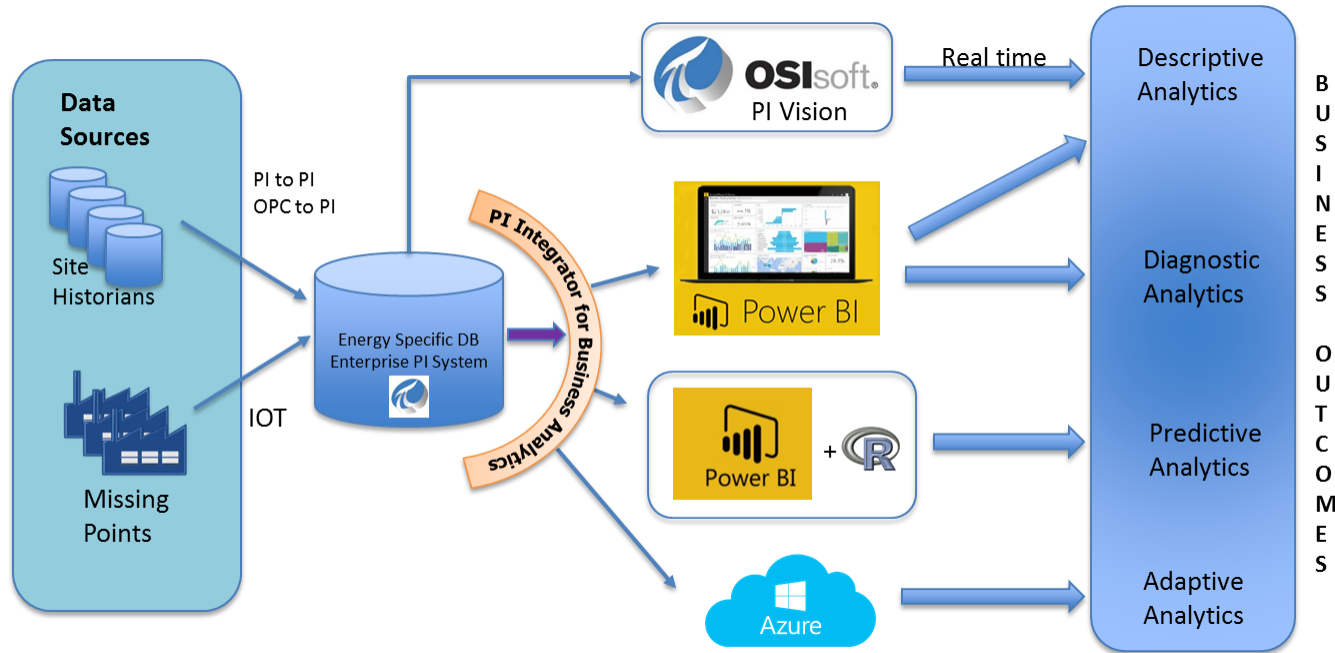 Data
Sources
Site
Historians
Missing
Points
PI to PI
OPC to PI
IOT
Energy Specific DB
Enterprise PI System
PI Integrator for Business Analytics
OSIsoft®
PI Vision
Real time
Power BI
Power BI
+
R
Azure
Descriptive
Analytics
Diagnostic
Analytics
Predictive
Analytics
Adaptive
Analytics
BUSINESS
OUTCOMES